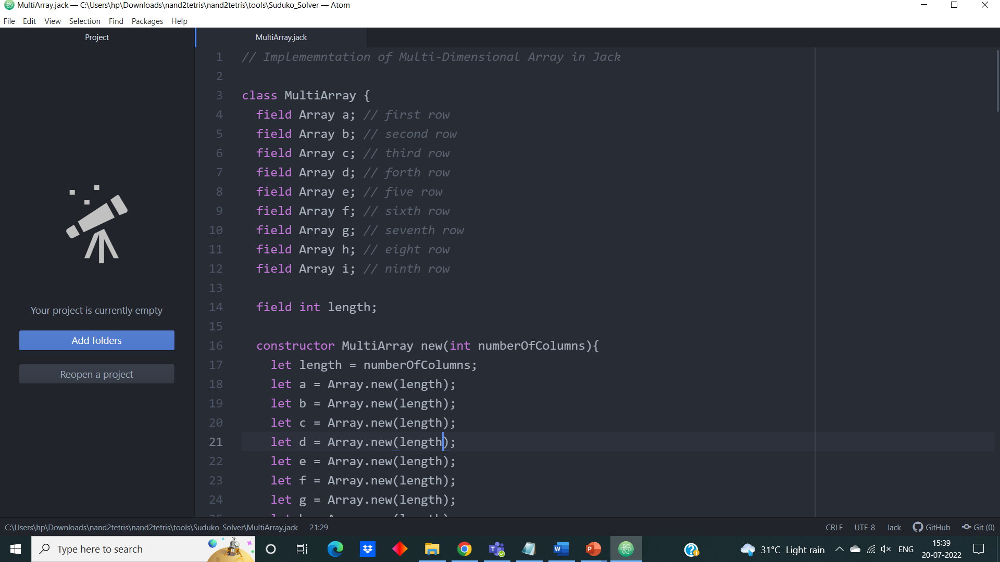 MultiArray.jack — C:\Users\hp\Downloads\nand2tetris\nand2tetris\tools\Suduko_Solver — Atom
File Edit View Selection Find Packages Help
Project
MultiArray.jack
1 // Implememntation of Multi-Dimensional Array in Jack
2
3 class MultiArray {
4 field Array a; // first row
5 field Array b; // second row
6 field Array c; // third row
7 field Array d; // forth row
8 field Array e; // five row
9 field Array f; // sixth row
10 field Array g; // seventh row
11 field Array h; // eight row
12 field Array i; // ninth row
13
14 field int length;
15
16 constructor MultiArray new(int numberOfColumns){
17 let length = numberOfColumns;
18 let a = Array.new(length);
19 let b = Array.new(length);
20 let c = Array.new(length);
21 let d = Array.new(length);
22 let e = Array.new(length);
23 let f = Array.new(length);
24 let g = Array.new(length);
Your project is currently empty
Add folders
Reopen a project
C:\Users\hp\Downloads\nand2tetris\nand2tetris\tools\Suduko_Solver\MultiArray.jack 21:29
CRLF UTF-8 Jack GitHub Git (0)
Type here to search
31°C Light rain
ENG
15:39
20-07-2022